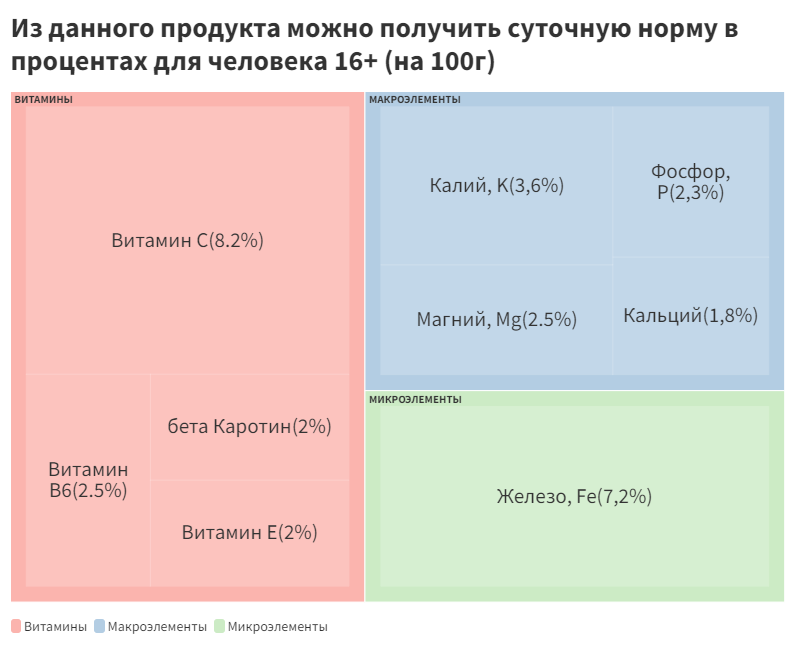 Из данного продукта можно получить суточную норму в
процентах для человека 16+ (на 100г)
ВИТАМИНЫ
Витамин C(8.2%)
Витамин
B6(2.5%)
бета Каротин(2%)
Витамин E(2%)
МАКРОЭЛЕМЕНТЫ
Калий, K(3,6%)
Фосфор,
P(2,3%)
Магний, Mg(2.5%)
Кальций(1,8%)
МИКРОЭЛЕМЕНТЫ
Железо, Fe(7,2%)
Витамины Макроэлементы Микроэлементы